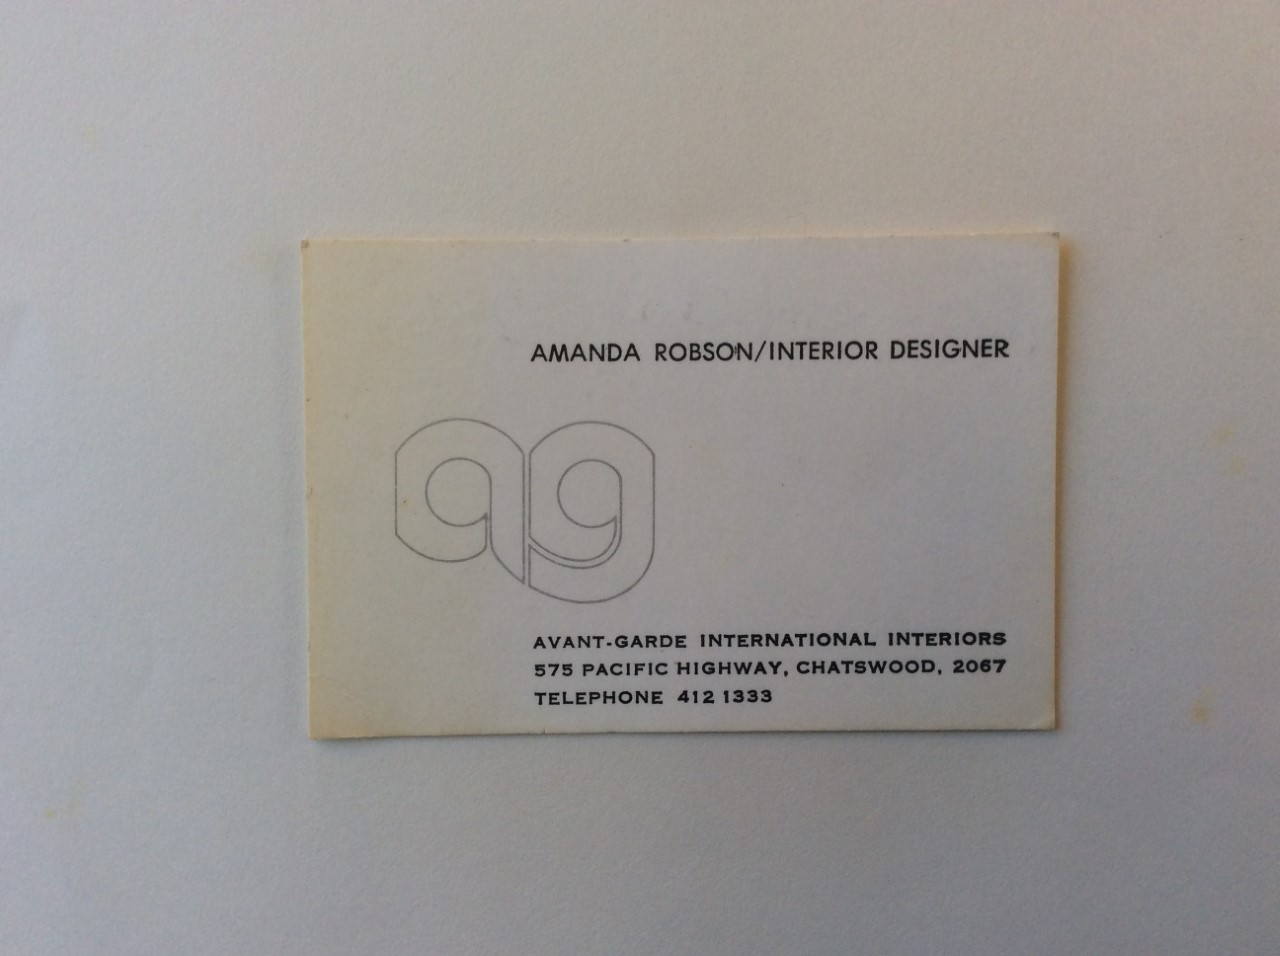 AMANDA ROBSON/INTERIOR DESIGNER
ag
AVANT-GARDE INTERNATIONAL INTERIORS
575 PACIFIC HIGHWAY, CHATSWOOD, 2067
TELEPHONE 412 1333